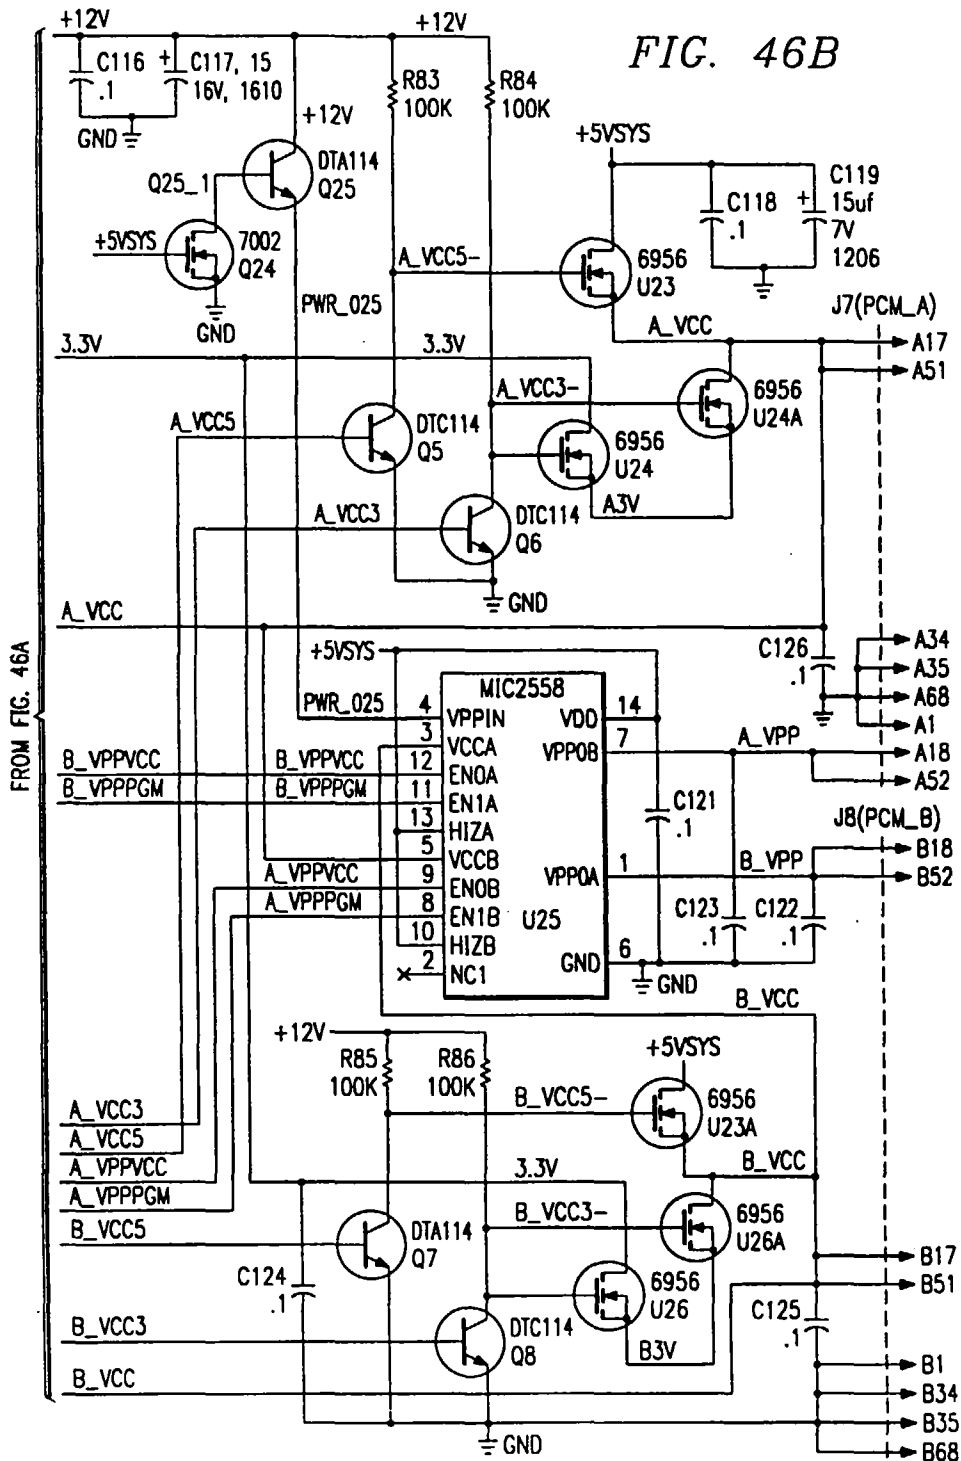 FIG. 46B
+12V
+12V
C116
.1
C117, 15
16V, 1610
GND
R83
100K
R84
100K
+12V
DTA114
Q25
Q25_1
+5VSYS
7002
Q24
GND
PWR_025
+5VSYS
C118
.1
C119
15uf
7V
1206
A_VCC5-
6956
U23
J7(PCM_A)
A_VCC
A17
A51
3.3V
3.3V
A_VCC3-
6956
U24A
A_VCC5
DTC114
Q5
6956
U24
A3V
A_VCC3
DTC114
Q6
GND
FROM FIG. 46A
A_VCC
+5VSYS
C126
.1
A34
A35
A68
A1
MIC2558
PWR_025
4
VPPIN
VDD
14
3
VCCA
VPPOB
7
A_VPP
A18
A52
B_VPPVCC
B_VPPVCC
12
EN0A
B_VPPPGM
B_VPPPGM
11
EN1A
C121
.1
J8(PCM_B)
13
HIZA
5
VCCB
B18
A_VPPVCC
9
EN0B
VPPOA
1
B_VPP
B52
A_VPPPGM
8
EN1B
U25
C123
.1
C122
.1
10
HIZB
2
NC1
GND
6
GND
B_VCC
+12V
R85
100K
R86
100K
+5VSYS
B_VCC5-
6956
U23A
A_VCC3
A_VCC5
A_VPPVCC
A_VPPPGM
3.3V
B_VCC
B_VCC5
DTA114
Q7
B_VCC3-
6956
U26A
B17
B51
C124
.1
6956
U26
C125
.1
B_VCC3
DTC114
Q8
B3V
B1
B_VCC
B34
B35
GND
B68